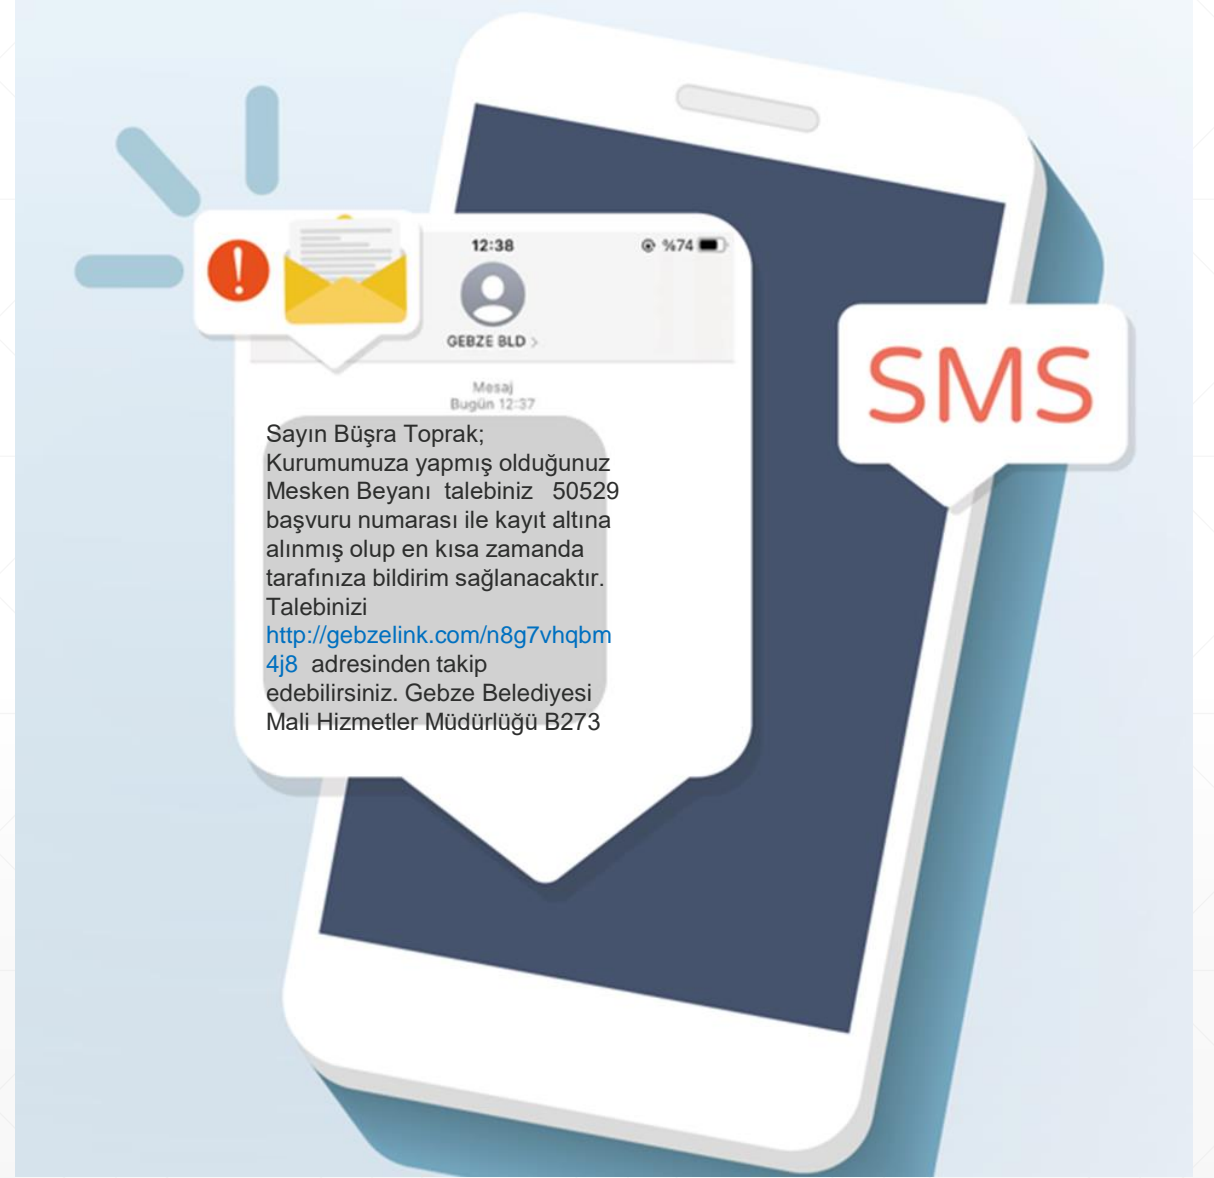 12:38
%74
GEBZE BLD >
Mesaj
Bugün 12:37
SMS
Sayın Büşra Toprak;
Kurumumuza yapmış olduğunuz
Mesken Beyanı talebiniz 50529
başvuru numarası ile kayıt altına
alınmış olup en kısa zamanda
tarafınıza bildirim sağlanacaktır.
Talebinizi
http://gebzelink.com/n8g7vhqbm
4j8 adresinden takip
edebilirsiniz. Gebze Belediyesi
Mali Hizmetler Müdürlüğü B273